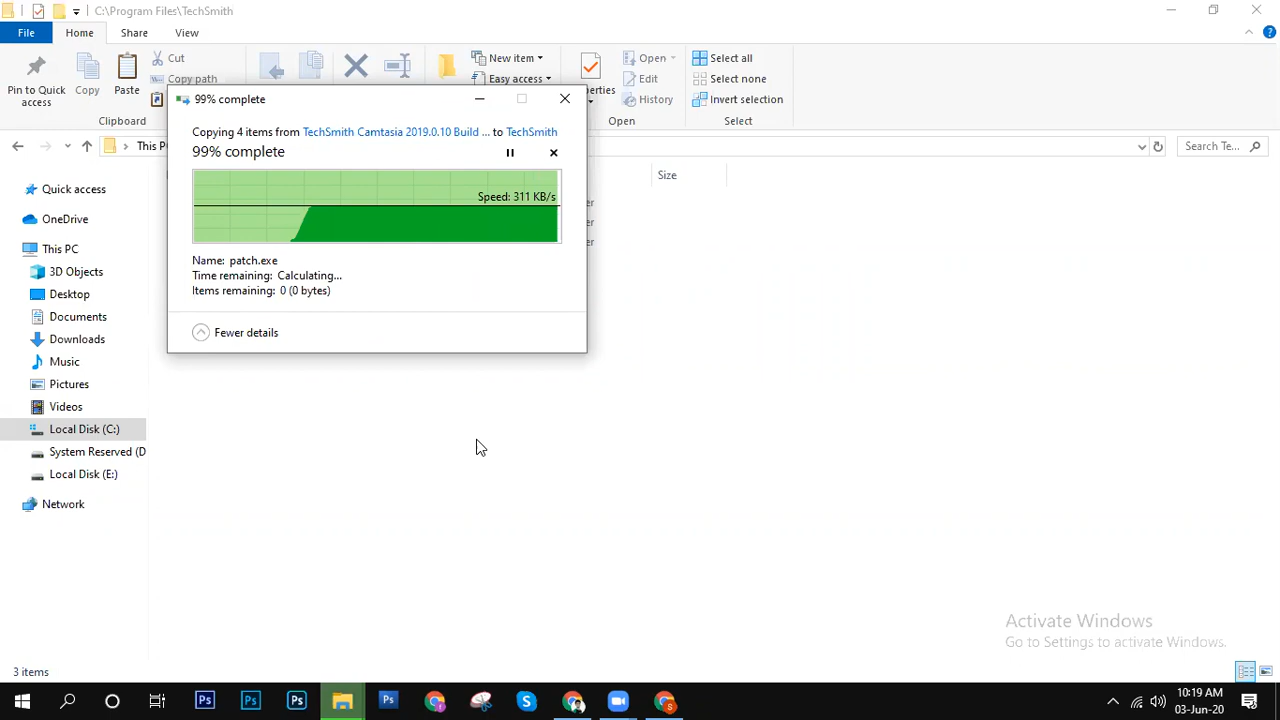 C:\Program Files\TechSmith
File Home Share View
Pin to Quick access
Copy
Paste
Cut
Copy path
New item
Easy access
Open
Edit
History
Select all
Select none
Invert selection
Clipboard
Open
Select
This P
Search Te...
Size
99% complete
Copying 4 items from TechSmith Camtasia 2019.0.10 Build ... to TechSmith
99% complete
Speed: 311 KB/s
Name: patch.exe
Time remaining: Calculating...
Items remaining: 0 (0 bytes)
Fewer details
Quick access
OneDrive
This PC
3D Objects
Desktop
Documents
Downloads
Music
Pictures
Videos
Local Disk (C:)
System Reserved (D
Local Disk (E:)
Network
Activate Windows
Go to Settings to activate Windows.
3 items
Ps Ps Ps Ps
10:19 AM
03-Jun-20